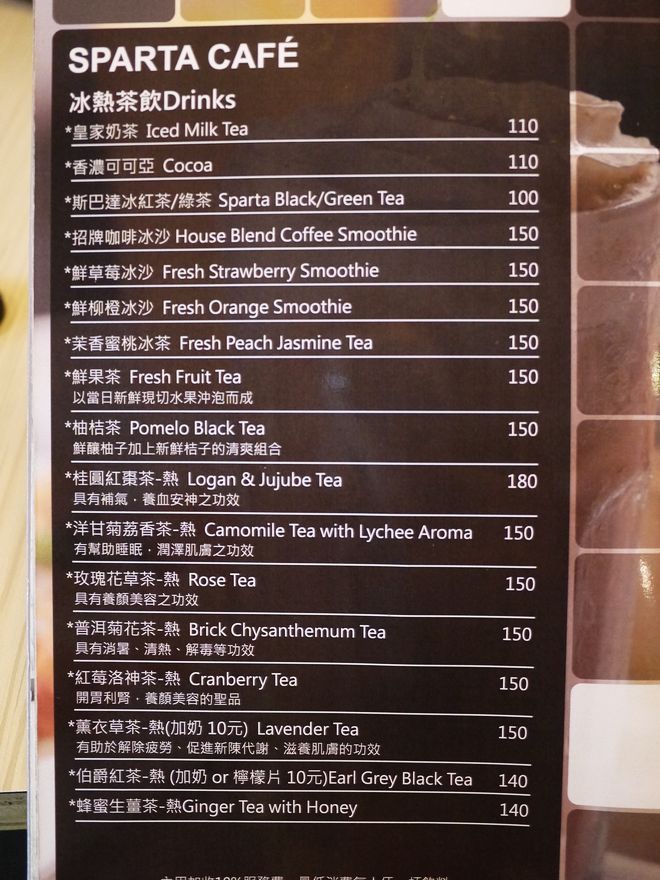 SPARTA CAFÉ
冰熱茶飲Drinks
*皇家奶茶 Iced Milk Tea 110
*香濃可可亞 Cocoa 110
*斯巴達冰紅茶/綠茶 Sparta Black/Green Tea 100
*招牌咖啡冰沙 House Blend Coffee Smoothie 150
*鮮草莓冰沙 Fresh Strawberry Smoothie 150
*鮮柳橙冰沙 Fresh Orange Smoothie 150
*茉香蜜桃冰茶 Fresh Peach Jasmine Tea 150
*鮮果茶 Fresh Fruit Tea 150
以當日新鮮現切水果沖泡而成
*柚桔茶 Pomelo Black Tea 150
鮮釀柚子加上新鮮桔子的清爽組合
*桂圓紅棗茶-熱 Logan & Jujube Tea 180
具有補氣，養血安神之功效
*洋甘菊荔香茶-熱 Camomile Tea with Lychee Aroma 150
有幫助睡眠，潤澤肌膚之功效
*玫瑰花草茶-熱 Rose Tea 150
具有養顏美容之功效
*普洱菊花茶-熱 Brick Chysanthemum Tea 150
具有消暑、清熱、解毒等功效
*紅莓洛神茶-熱 Cranberry Tea 150
開胃利腎，養顏美容的聖品
*薰衣草茶-熱(加奶 10元) Lavender Tea 150
有助於解除疲勞、促進新陳代謝、滋養肌膚的功效
*伯爵紅茶-熱 (加奶 or 檸檬片 10元)Earl Grey Black Tea 140
*蜂蜜生薑茶-熱Ginger Tea with Honey 140